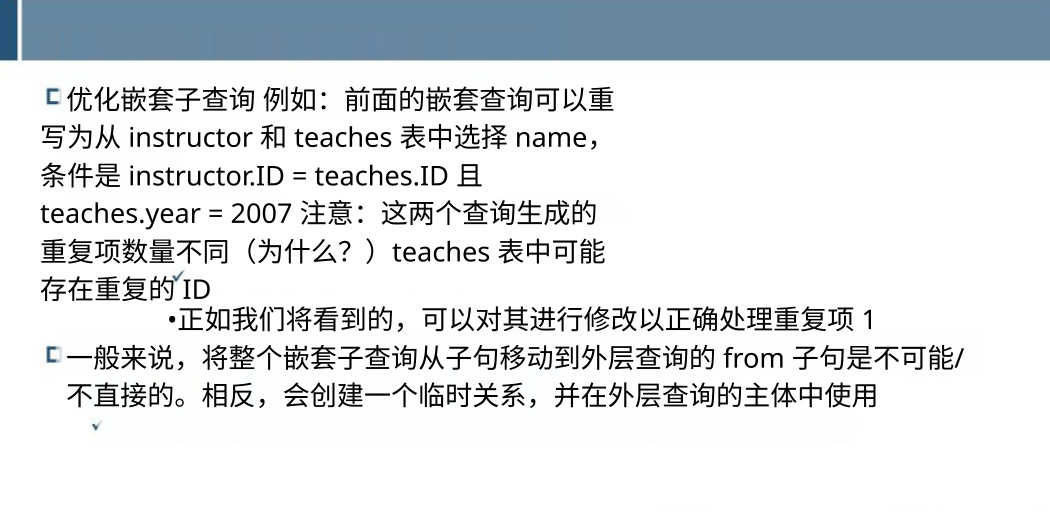 优化嵌套子查询 例如：前面的嵌套查询可以重
写为从 instructor 和 teaches 表中选择 name，
条件是 instructor.ID = teaches.ID 且
teaches.year = 2007 注意：这两个查询生成的
重复项数量不同（为什么？）teaches 表中可能
存在重复的 ID
•正如我们将看到的，可以对其进行修改以正确处理重复项 1
一般来说，将整个嵌套子查询从子句移动到外层查询的 from 子句是不可能/
不直接的。相反，会创建一个临时关系，并在外层查询的主体中使用